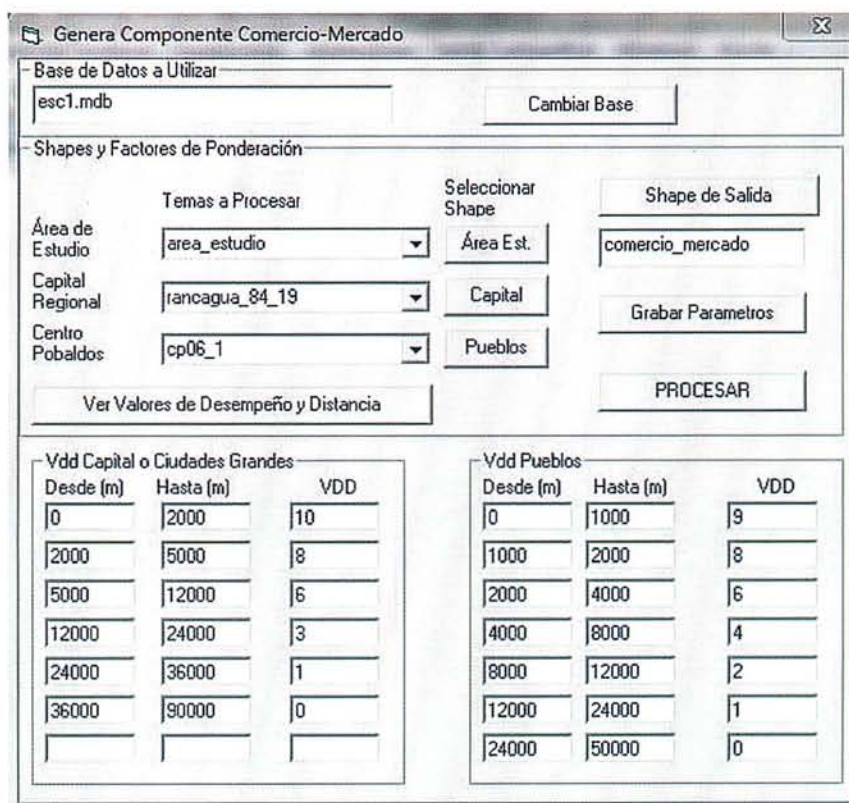 Genera Componente Comercio-Mercado
Base de Datos a Utilizar
esc1.mdb
Cambiar Base
Shapes y Factores de Ponderación
Temas a Procesar
Seleccionar
Shape
Shape de Salida
Área de
Estudio
area_estudio
Área Est.
comercio_mercado
Capital
Regional
rancagua_84_19
Capital
Grabar Parametros
Centro
Pobaldos
cp06_1
Pueblos
Ver Valores de Desempeño y Distancia
PROCESAR
Vdd Capital o Ciudades Grandes
Desde (m) Hasta (m) VDD
0 2000 10
2000 5000 8
5000 12000 6
12000 24000 3
24000 36000 1
36000 90000 0
Vdd Pueblos
Desde (m) Hasta (m) VDD
0 1000 9
1000 2000 8
2000 4000 6
4000 8000 4
8000 12000 2
12000 24000 1
24000 50000 0